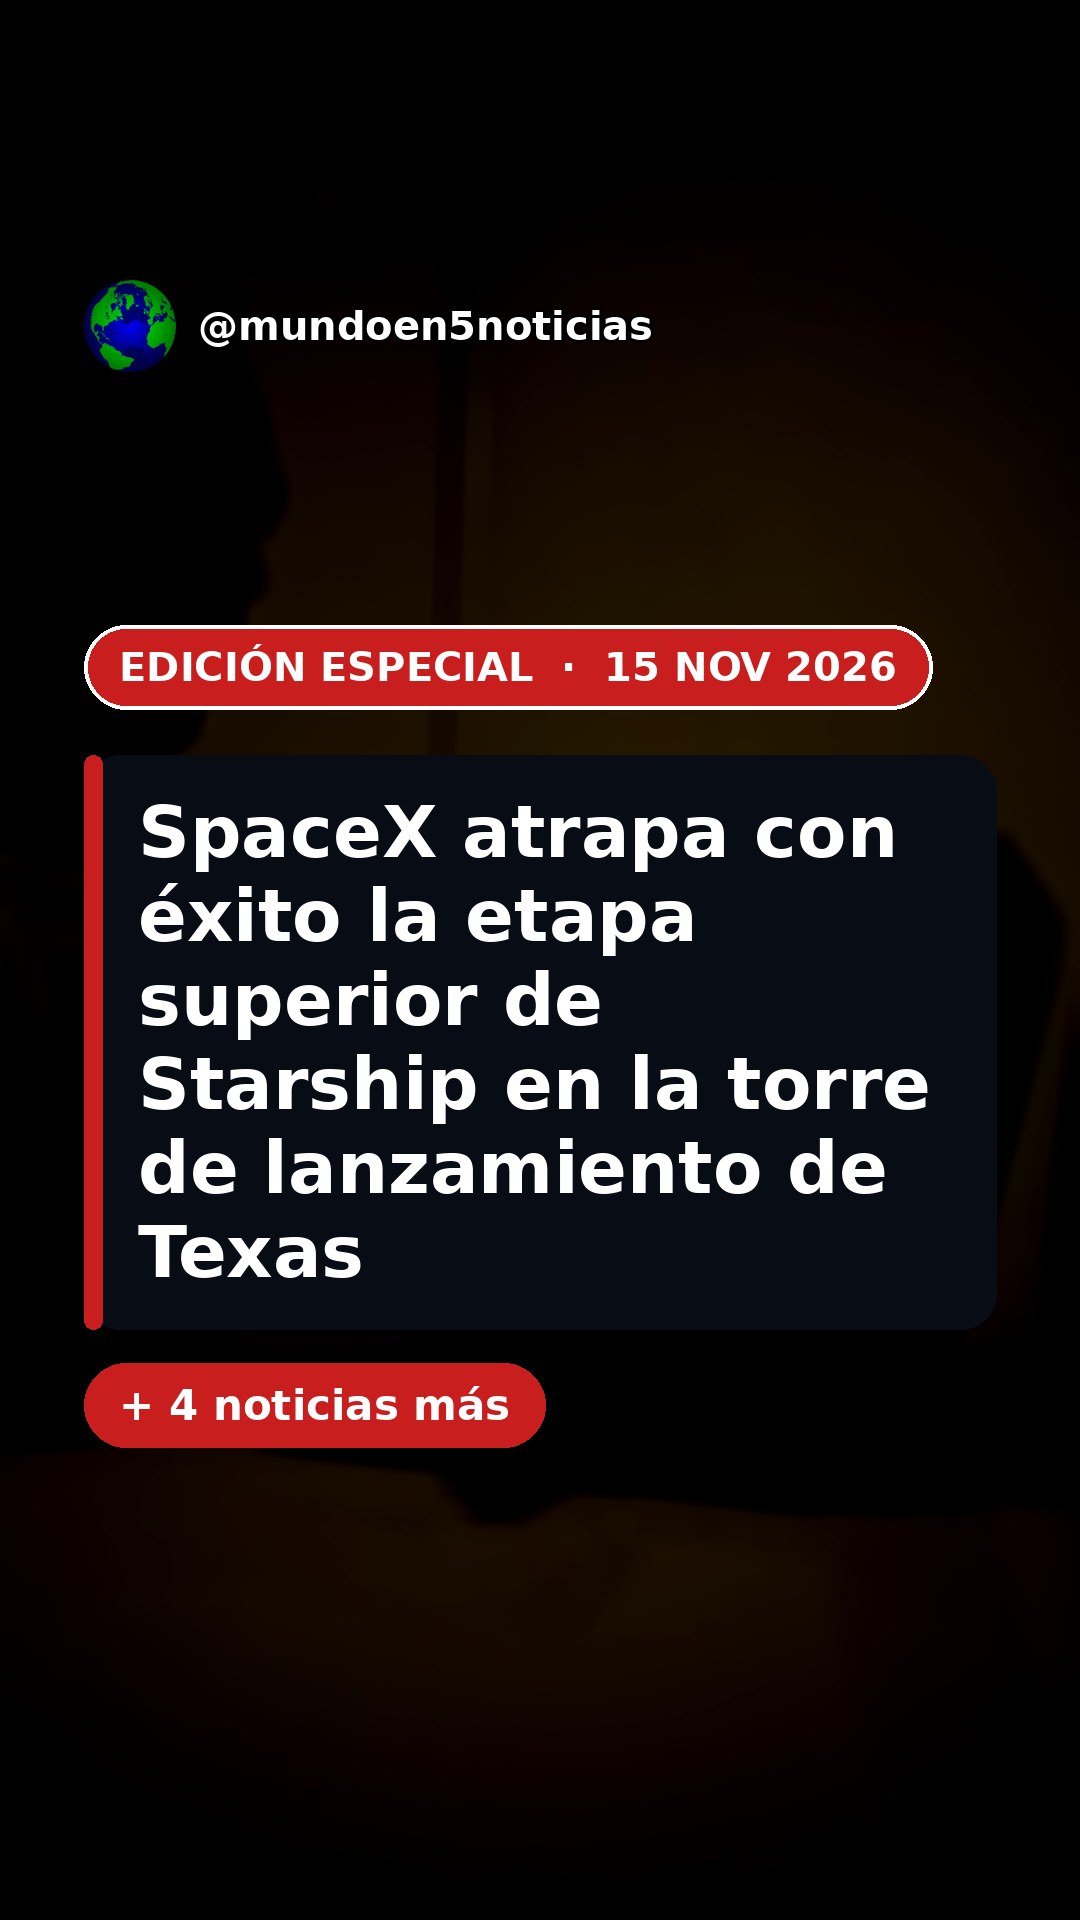 @mundoen5noticias
EDICIÓN ESPECIAL · 15 NOV 2026
SpaceX atrapa con
éxito la etapa
superior de
Starship en la torre
de lanzamiento de
Texas
+ 4 noticias más